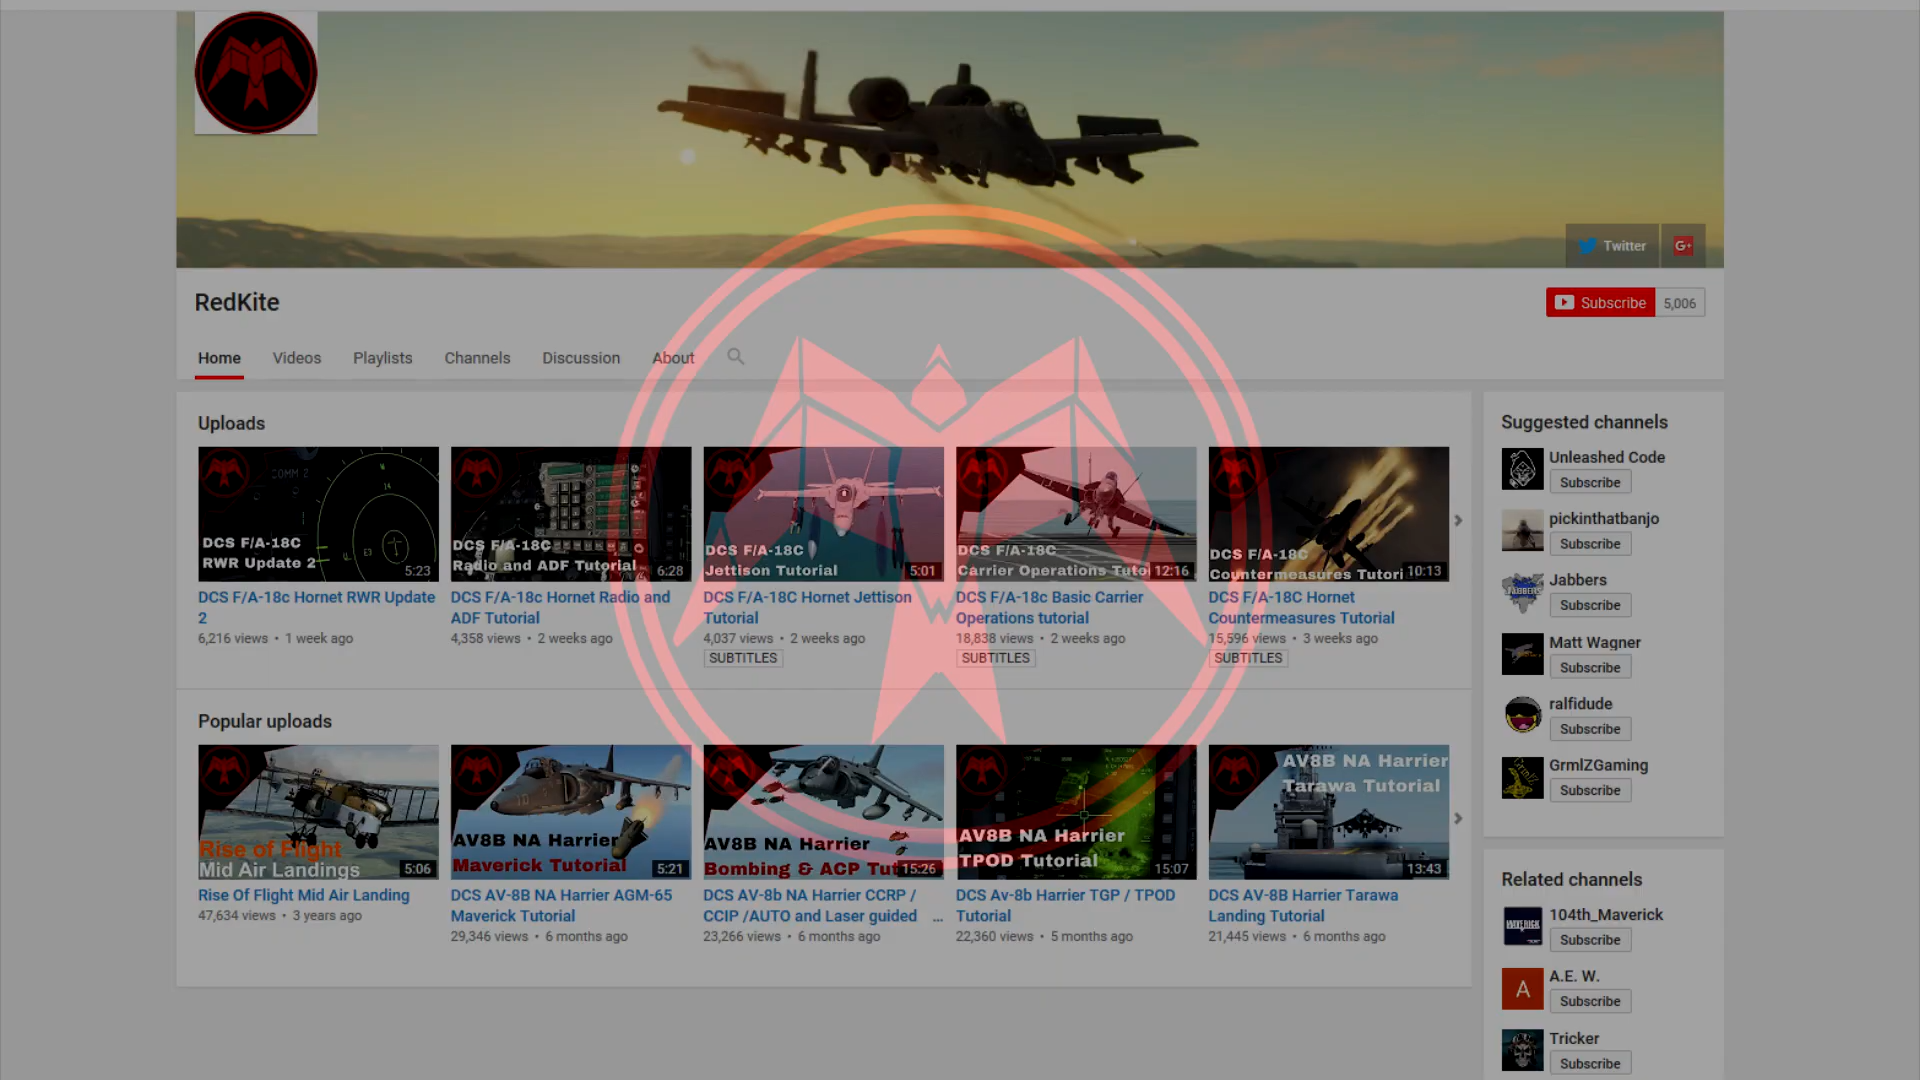 Twitter
G+
RedKite
Subscribe 5,006
Home Videos Playlists Channels Discussion About
Uploads
COMM 2
DCS F/A-18C
RWR Update 2
5:23
DCS F/A-18c Hornet RWR Update
2
6,216 views • 1 week ago
DCS F/A-18C
Radio and ADF Tutorial
6:28
DCS F/A-18c Hornet Radio and
ADF Tutorial
4,358 views • 2 weeks ago
DCS F/A-18C
Jettison Tutorial
5:01
DCS F/A-18C Hornet Jettison
Tutorial
4,037 views • 2 weeks ago
SUBTITLES
DCS F/A-18C
Carrier Operations Tuto
12:16
DCS F/A-18c Basic Carrier
Operations tutorial
18,838 views • 2 weeks ago
SUBTITLES
DCS F/A-18C
Countermeasures Tutori
10:13
DCS F/A-18C Hornet
Countermeasures Tutorial
15,596 views • 3 weeks ago
SUBTITLES
Popular uploads
Rise of Flight
Mid Air Landings
5:06
Rise Of Flight Mid Air Landing
47,634 views • 3 years ago
AV8B NA Harrier
Maverick Tutorial
5:21
DCS AV-8B NA Harrier AGM-65
Maverick Tutorial
29,346 views • 6 months ago
AV8B NA Harrier
Bombing & ACP Tut
15:26
DCS AV-8b NA Harrier CCRP /
CCIP /AUTO and Laser guided ...
23,266 views • 6 months ago
AV8B NA Harrier
TPOD Tutorial
15:07
DCS Av-8b Harrier TGP / TPOD
Tutorial
22,360 views • 5 months ago
AV8B NA Harrier
Tarawa Tutorial
13:43
DCS AV-8B Harrier Tarawa
Landing Tutorial
21,445 views • 6 months ago
Suggested channels
Unleashed Code
Subscribe
pickinthatbanjo
Subscribe
JABBERS
Jabbers
Subscribe
Matt Wagner
Subscribe
ralfidude
Subscribe
GrmlZGaming
Subscribe
Related channels
MAVERICK
104th_Maverick
Subscribe
A
A.E. W.
Subscribe
Tricker
Subscribe